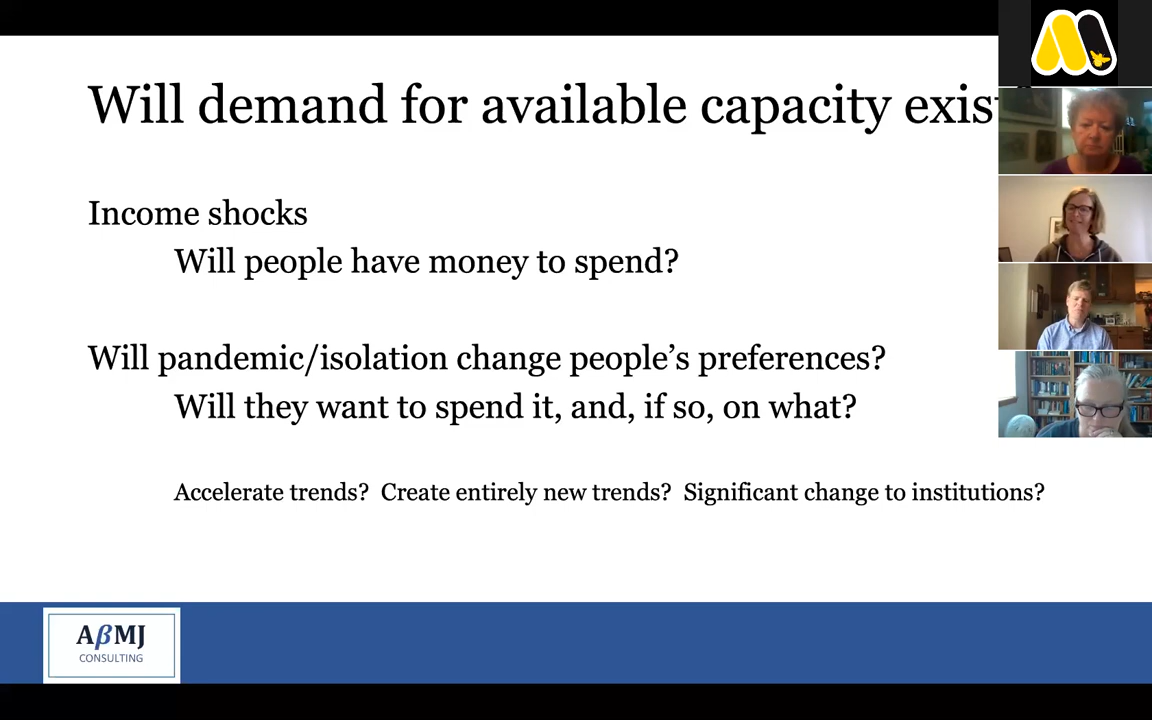 Will demand for available capacity exis
Income shocks
Will people have money to spend?
Will pandemic/isolation change people's preferences?
Will they want to spend it, and, if so, on what?
Accelerate trends?  Create entirely new trends?  Significant change to institutions?
AβMJ
CONSULTING